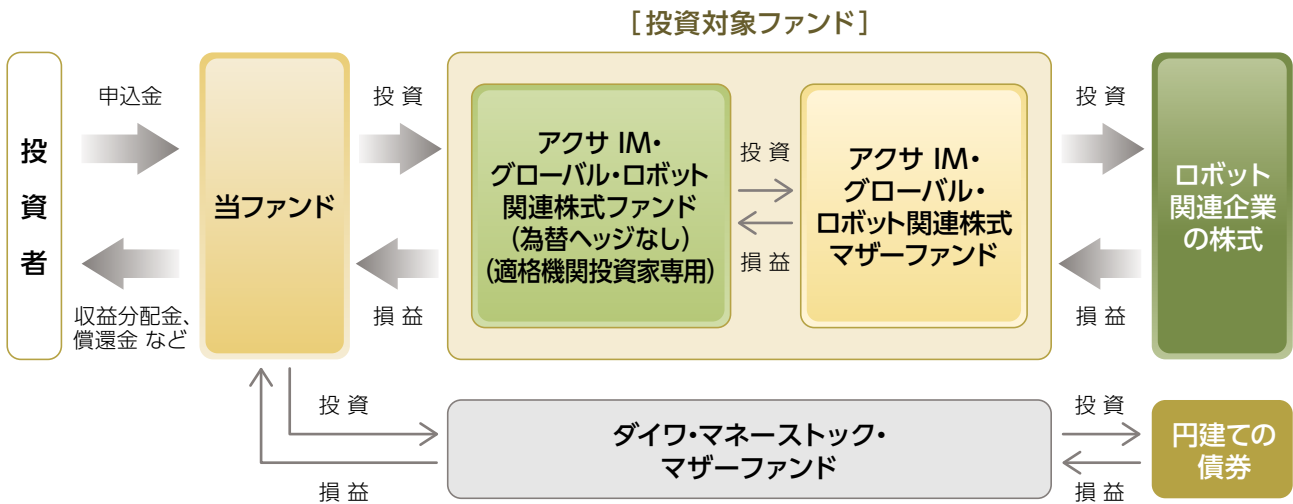 [投資対象ファンド]
投資者
申込金
収益分配金、
償還金 など
当ファンド
投 資
損 益
アクサ IM・
グローバル・ロボット
関連株式ファンド
(為替ヘッジなし)
(適格機関投資家専用)
投 資
損 益
アクサ IM・
グローバル・
ロボット関連株式
マザーファンド
投 資
損 益
ロボット
関連企業
の株式
投 資
損 益
ダイワ・マネーストック・
マザーファンド
投 資
損 益
円建ての
債券